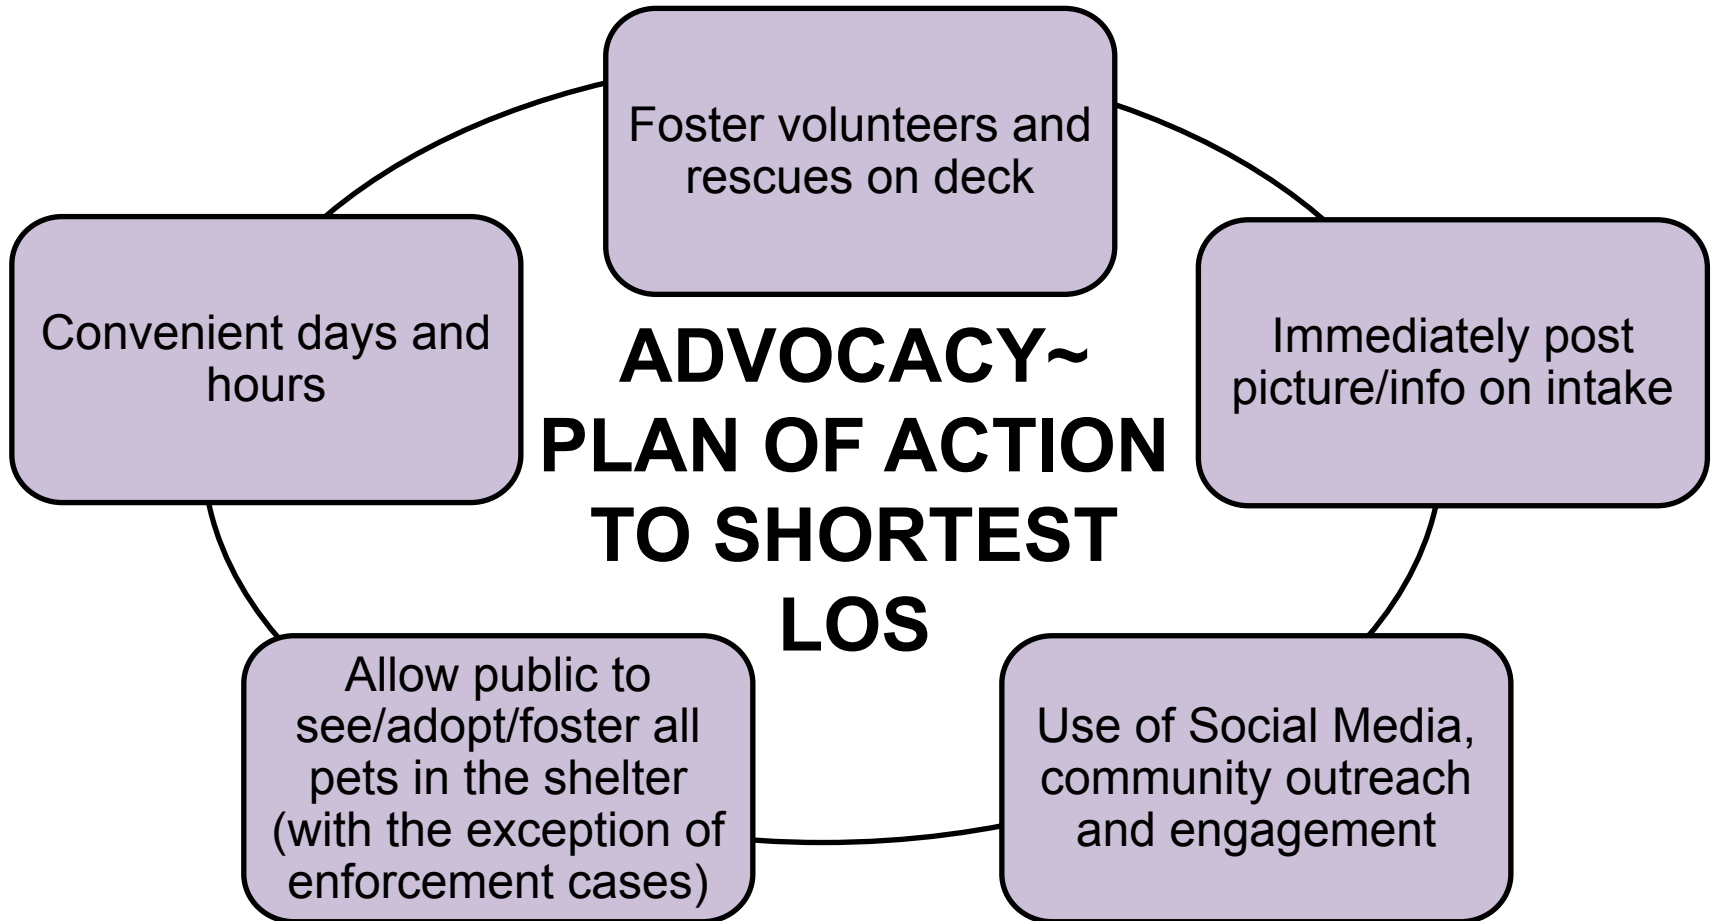 Foster volunteers and
rescues on deck
Convenient days and
hours
Immediately post
picture/info on intake
ADVOCACY~
PLAN OF ACTION
TO SHORTEST
LOS
Allow public to
see/adopt/foster all
pets in the shelter
(with the exception of
enforcement cases)
Use of Social Media,
community outreach
and engagement